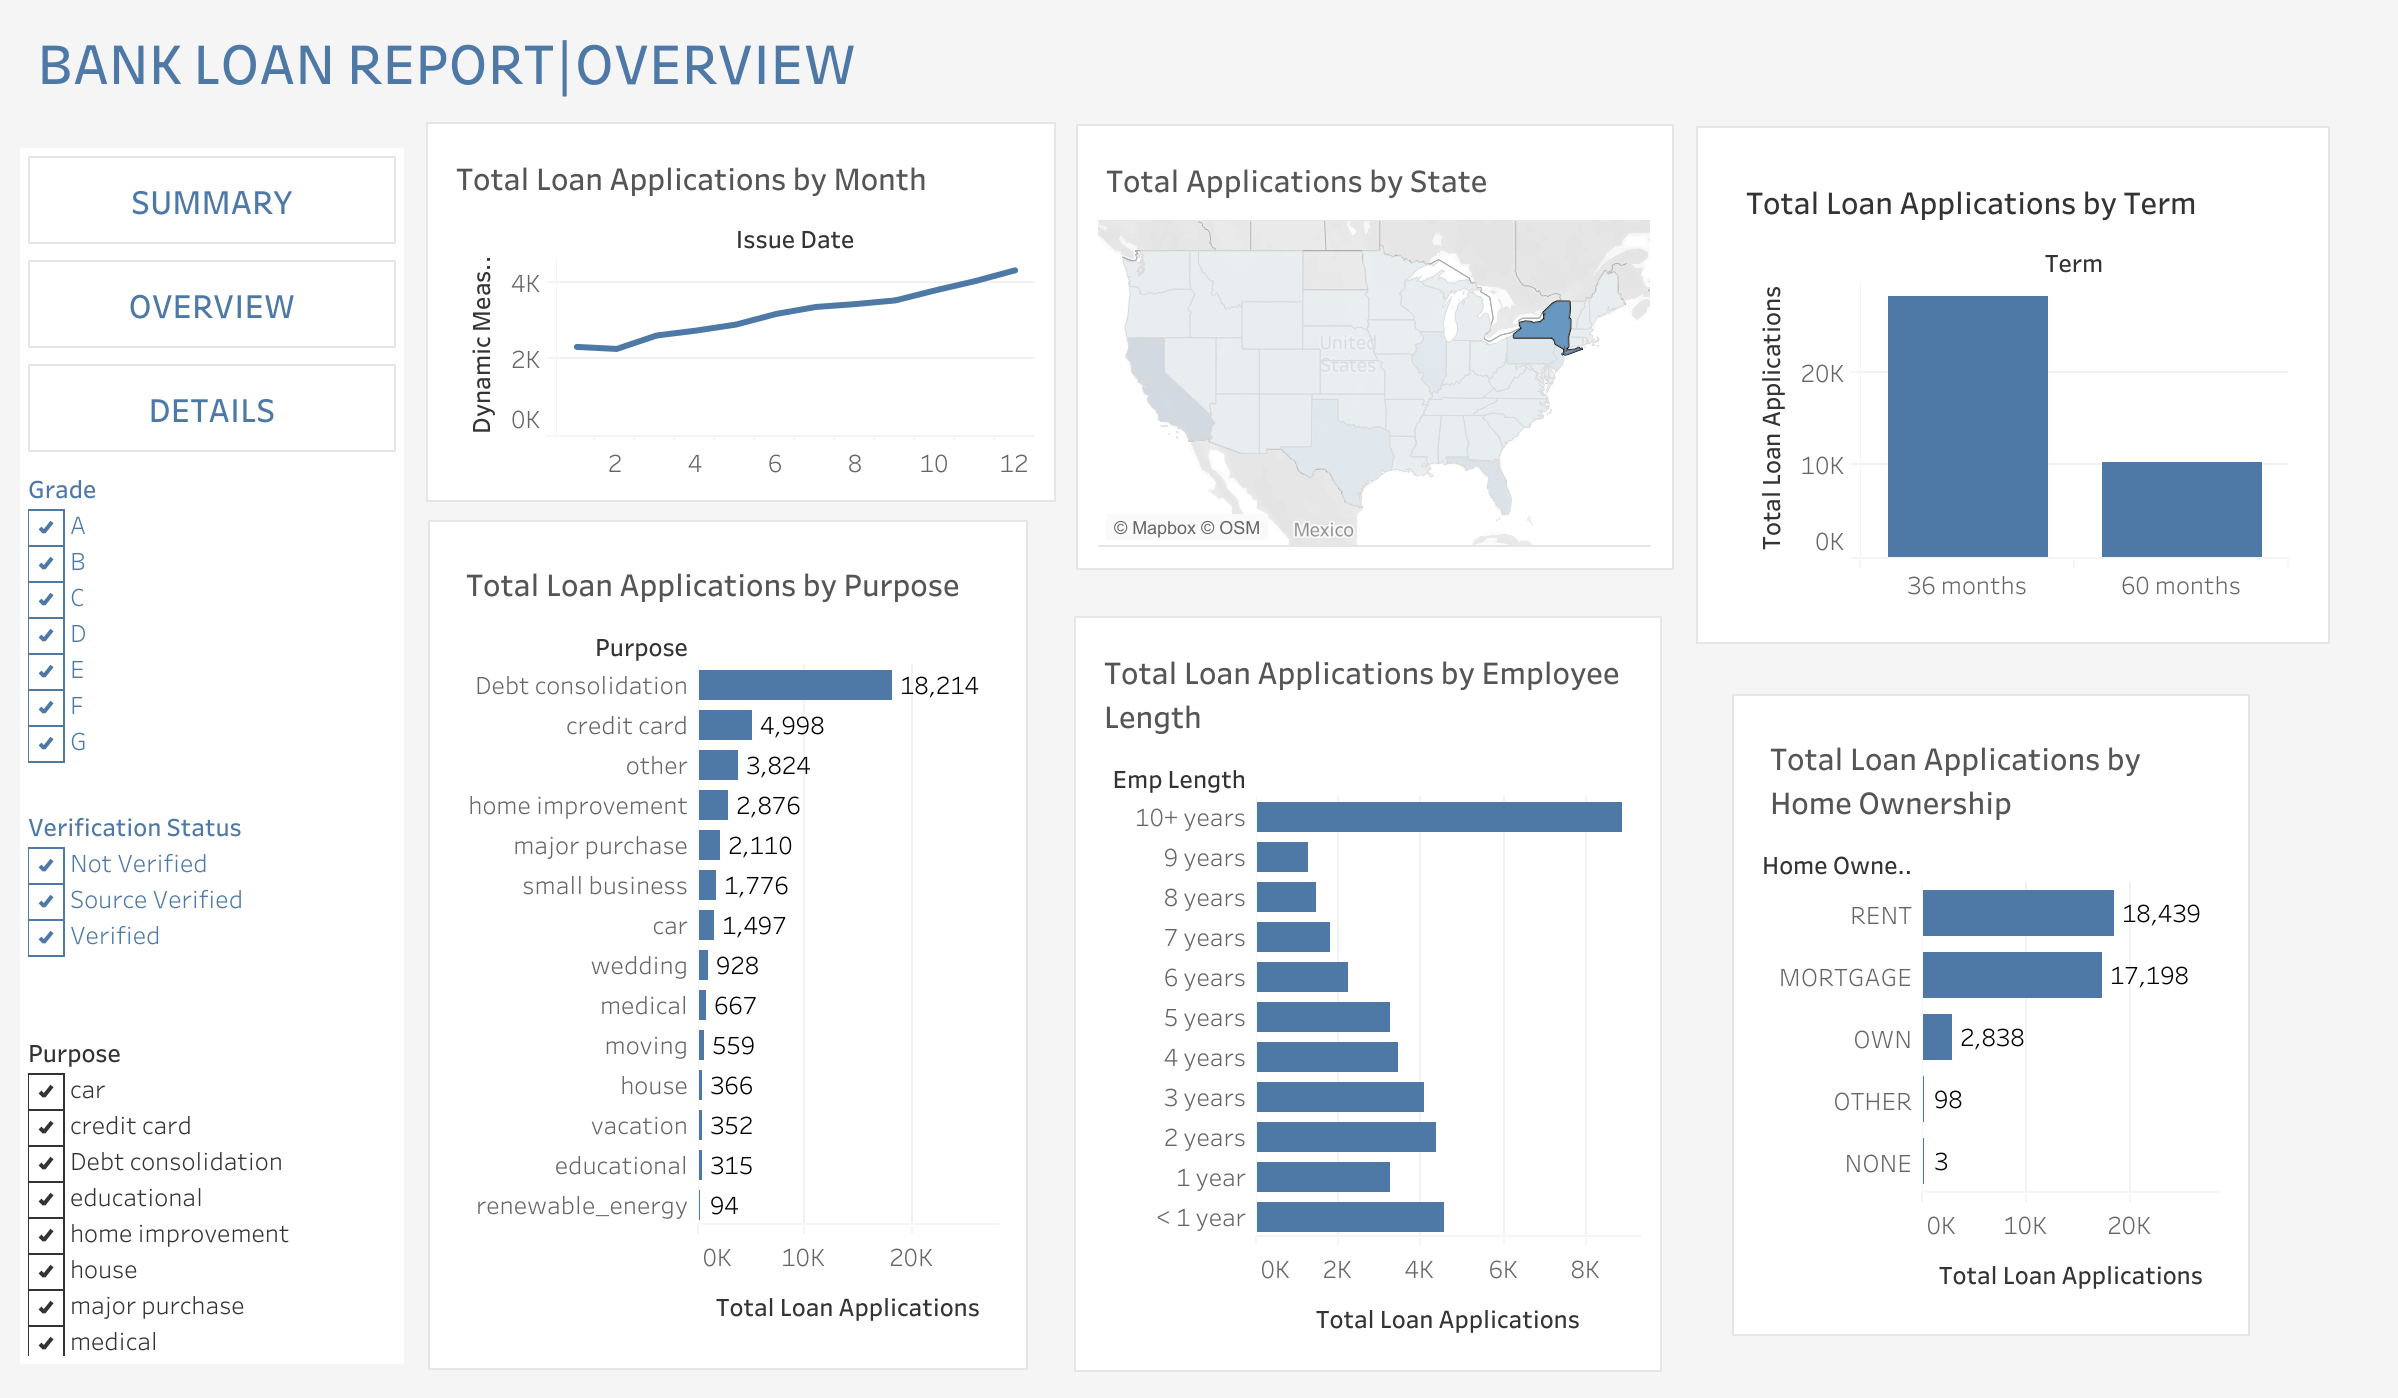 BANK LOAN REPORT|OVERVIEW
SUMMARY
OVERVIEW
DETAILS
Grade
A
B
C
D
E
F
G
Verification Status
Not Verified
Source Verified
Verified
Purpose
car
credit card
Debt consolidation
educational
home improvement
house
major purchase
medical
Total Loan Applications by Month
Issue Date
Dynamic Meas..
4K
2K
0K
2 4 6 8 10 12
Total Loan Applications by Purpose
Purpose
Debt consolidation 18,214
credit card 4,998
other 3,824
home improvement 2,876
major purchase 2,110
small business 1,776
car 1,497
wedding 928
medical 667
moving 559
house 366
vacation 352
educational 315
renewable_energy 94
0K 10K 20K
Total Loan Applications
Total Applications by State
United
States
Mexico
© Mapbox © OSM
Total Loan Applications by Employee
Length
Emp Length
10+ years
9 years
8 years
7 years
6 years
5 years
4 years
3 years
2 years
1 year
< 1 year
0K 2K 4K 6K 8K
Total Loan Applications
Total Loan Applications by Term
Term
Total Loan Applications
20K
10K
0K
36 months 60 months
Total Loan Applications by
Home Ownership
Home Owne..
RENT 18,439
MORTGAGE 17,198
OWN 2,838
OTHER 98
NONE 3
0K 10K 20K
Total Loan Applications